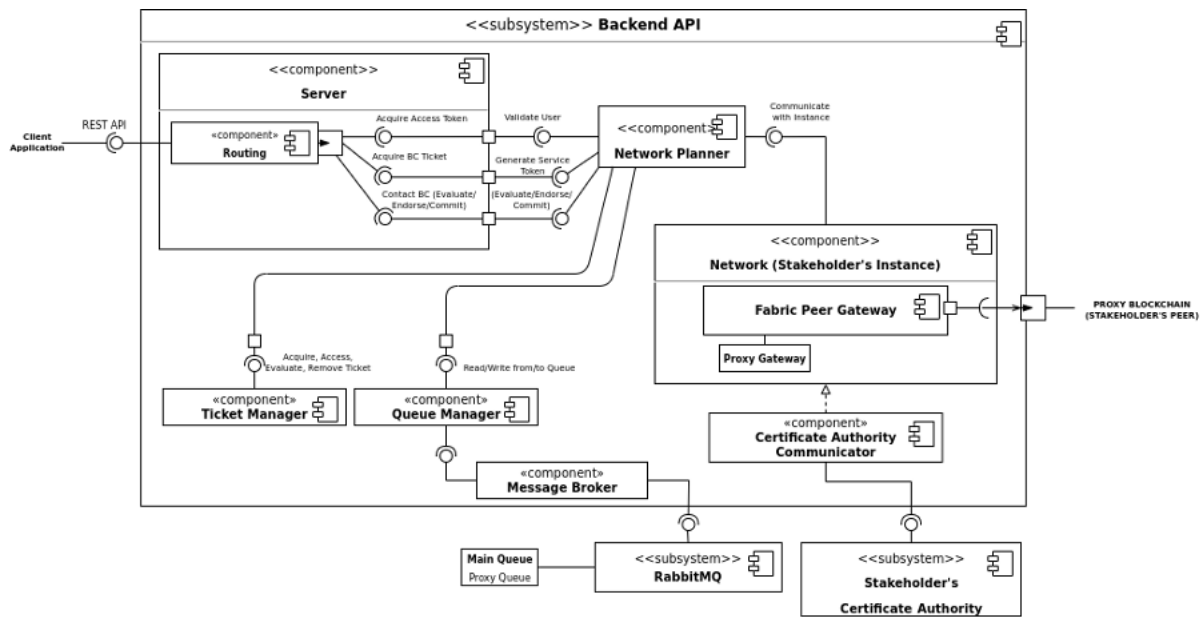 <<subsystem>> Backend API
<<component>>
Server
Client
Application
REST API
«component»
Routing
Acquire Access Token
Acquire BC Ticket
Contact BC (Evaluate/
Endorse/Commit)
Validate User
Generate Service
Token
(Evaluate/Endorse/
Commit)
<<component>
Network Planner
Communicate
with Instance
<<component>>
Network (Stakeholder's Instance)
Fabric Peer Gateway
Proxy Gateway
PROXY BLOCKCHAIN
(STAKEHOLDER'S PEER)
Acquire, Access,
Evaluate, Remove Ticket
Read/Write from/to Queue
«component»
Ticket Manager
«component»
Queue Manager
«component»
Certificate Authority
Communicator
«component»
Message Broker
Main Queue
Proxy Queue
<<subsystem>>
RabbitMQ
<<subsystem>>
Stakeholder's
Certificate Authority